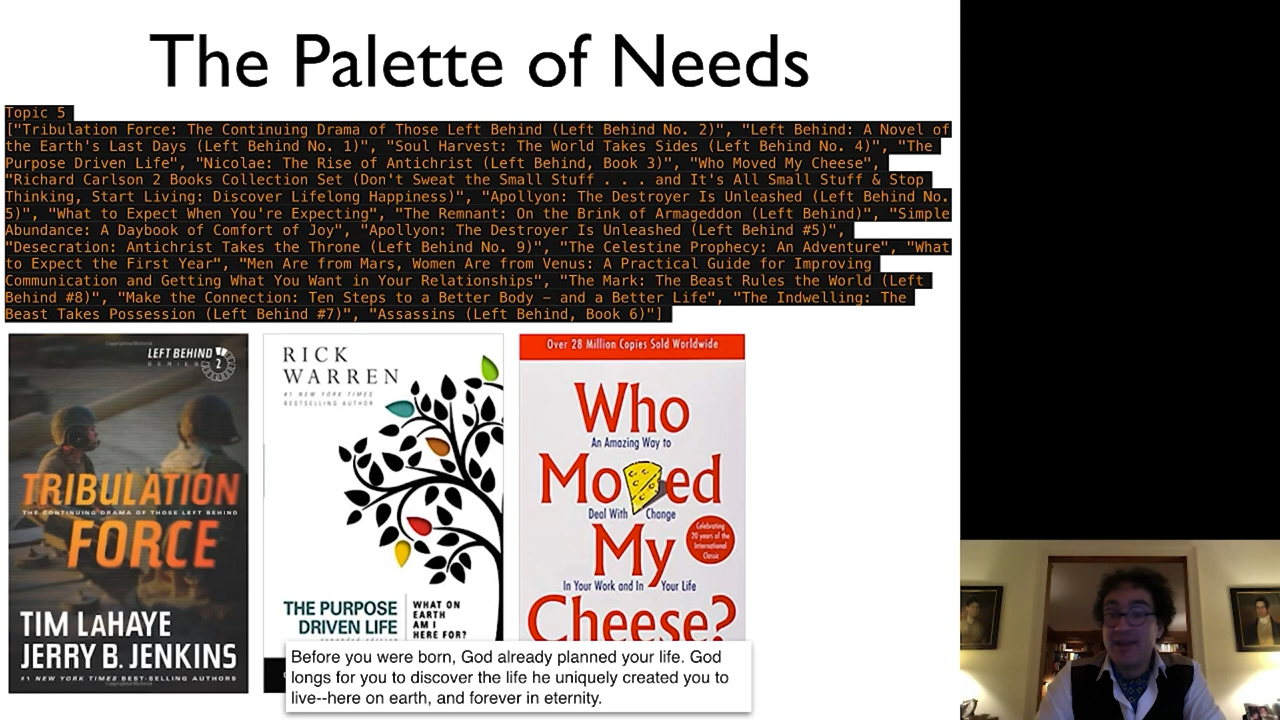 The Palette of Needs
Topic 5
["Tribulation Force: The Continuing Drama of Those Left Behind (Left Behind No. 2)", "Left Behind: A Novel of
the Earth's Last Days (Left Behind No. 1)", "Soul Harvest: The World Takes Sides (Left Behind No. 4)", "The
Purpose Driven Life", "Nicolae: The Rise of Antichrist (Left Behind, Book 3)", "Who Moved My Cheese",
"Richard Carlson 2 Books Collection Set (Don't Sweat the Small Stuff . . . and It's All Small Stuff & Stop
Thinking, Start Living: Discover Lifelong Happiness)", "Apollyon: The Destroyer Is Unleashed (Left Behind No.
5)", "What to Expect When You're Expecting", "The Remnant: On the Brink of Armageddon (Left Behind)", "Simple
Abundance: A Daybook of Comfort of Joy", "Apollyon: The Destroyer Is Unleashed (Left Behind #5)",
"Desecration: Antichrist Takes the Throne (Left Behind No. 9)", "The Celestine Prophecy: An Adventure", "What
to Expect the First Year", "Men Are from Mars, Women Are from Venus: A Practical Guide for Improving
Communication and Getting What You Want in Your Relationships", "The Mark: The Beast Rules the World (Left
Behind #8)", "Make the Connection: Ten Steps to a Better Body — and a Better Life", "The Indwelling: The
Beast Takes Possession (Left Behind #7)", "Assassins (Left Behind, Book 6)"]
LEFT BEHIND
SERIES
2
TRIBULATION
THE CONTINUING DRAMA OF THOSE LEFT BEHIND
FORCE
TIM LaHAYE
JERRY B. JENKINS
#1 NEW YORK TIMES BEST-SELLING AUTHORS
RICK
WARREN
#1 NEW YORK TIMES
BESTSELLING AUTHOR
THE PURPOSE
DRIVEN LIFE
WHAT ON
EARTH
AM I
HERE FOR?
Over 28 Million Copies Sold Worldwide
Who
An Amazing Way to
Moved
Deal With Change
My
Celebrating
20 years of the
International
Classic
In Your Work and In Your Life
Cheese?
Before you were born, God already planned your life. God
longs for you to discover the life he uniquely created you to
live--here on earth, and forever in eternity.